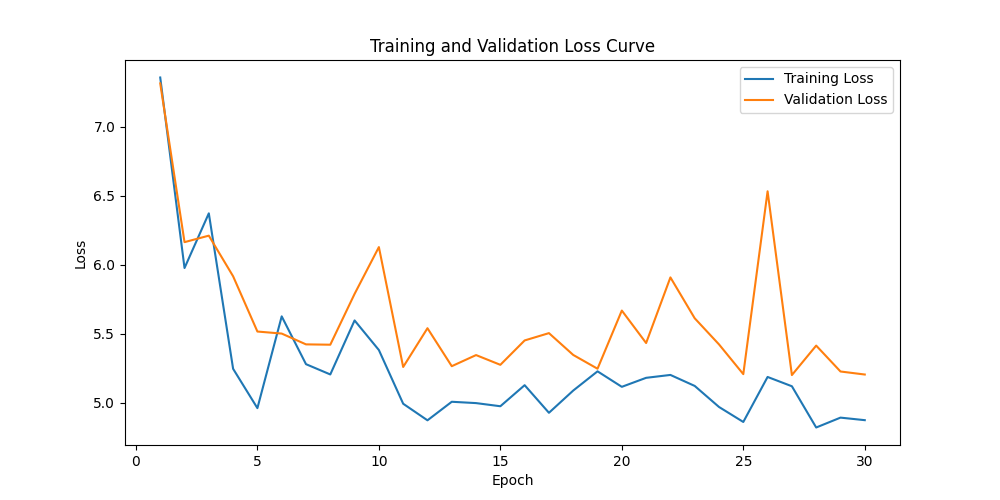 Training and Validation Loss Curve
Training Loss
Validation Loss
7.0
6.5
6.0
5.5
5.0
Loss
0 5 10 15 20 25 30
Epoch